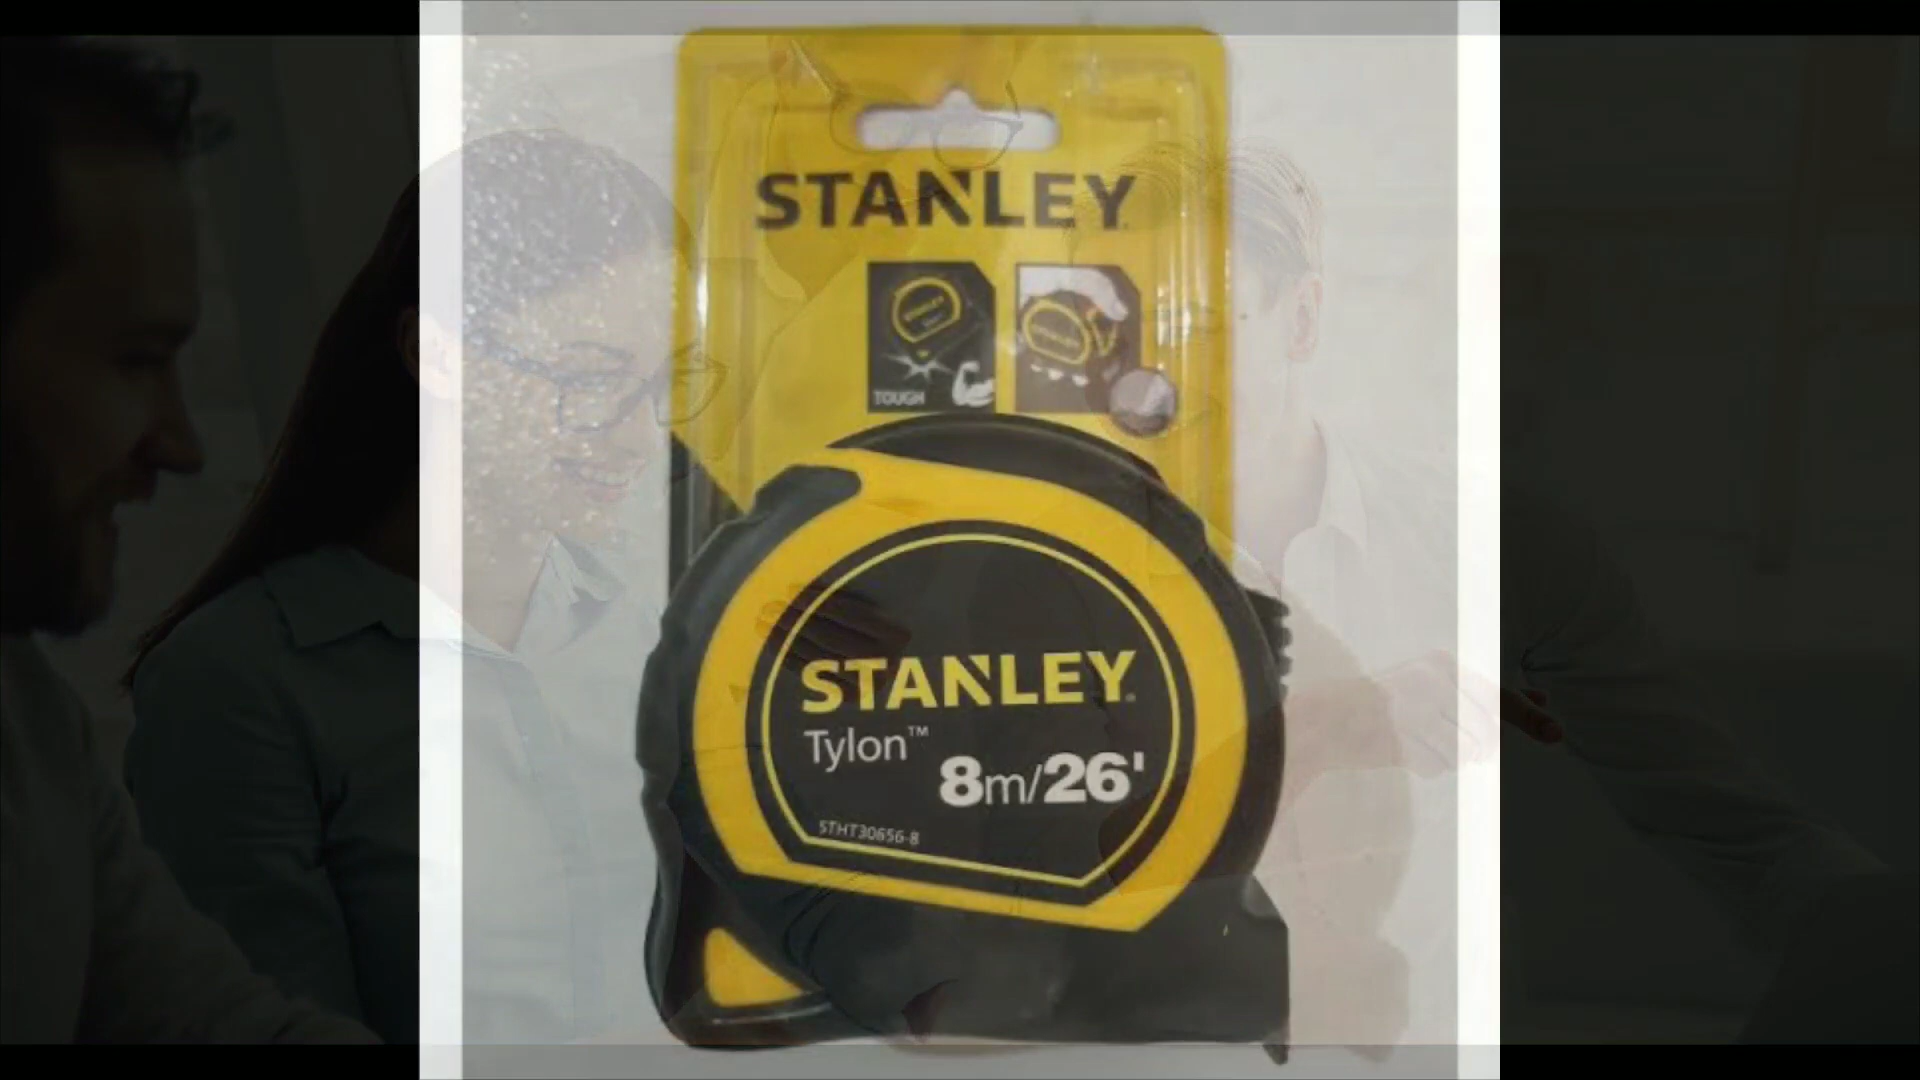 STANLEY
TOUGH
STANLEY
Tylon™
8m/26'
STHT30656-8